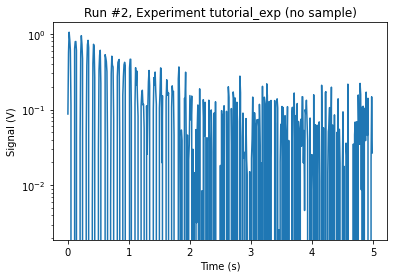 Run #2, Experiment tutorial_exp (no sample)
Signal (V)
10⁰
10⁻¹
10⁻²
0 1 2 3 4 5
Time (s)